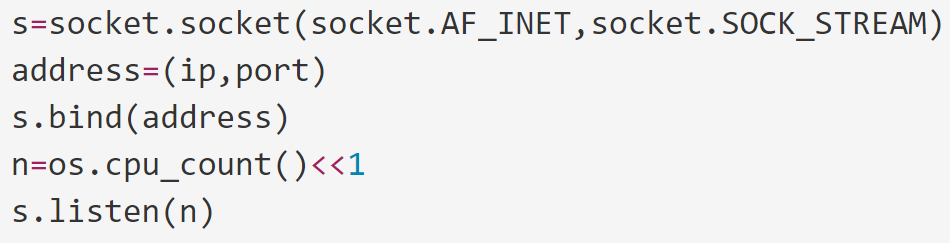 s=socket.socket(socket.AF_INET,socket.SOCK_STREAM)
address=(ip,port)
s.bind(address)
n=os.cpu_count()<<1
s.listen(n)